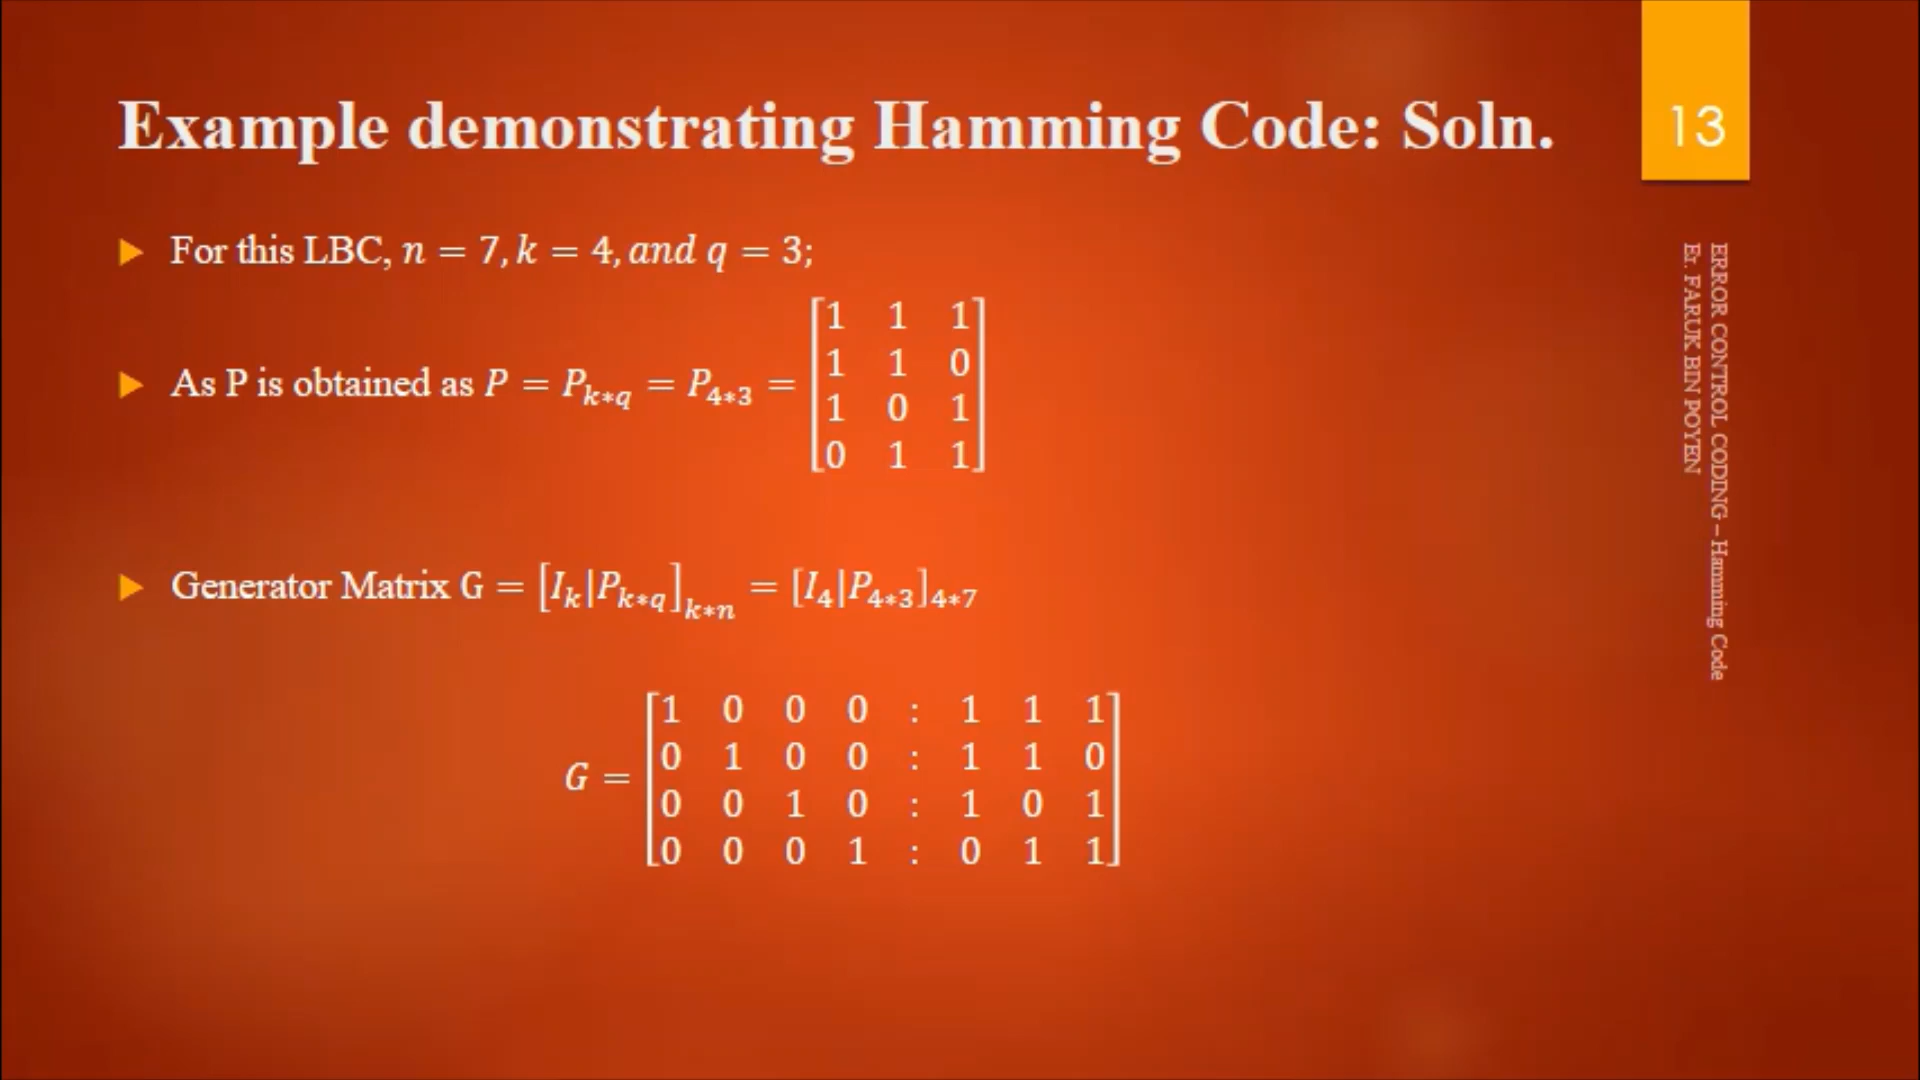 Example demonstrating Hamming Code: Soln.
13
For this LBC, n = 7, k = 4, and q = 3;
As P is obtained as P = P_{k*q} = P_{4*3} =
1 1 1
1 1 0
1 0 1
0 1 1
Generator Matrix G = [I_k|P_{k*q}]_{k*n} = [I_4|P_{4*3}]_{4*7}
G =
1 0 0 0 : 1 1 1
0 1 0 0 : 1 1 0
0 0 1 0 : 1 0 1
0 0 0 1 : 0 1 1
ERROR CONTROL CODING – Hamming Code
Er. FARUK BIN POYEN